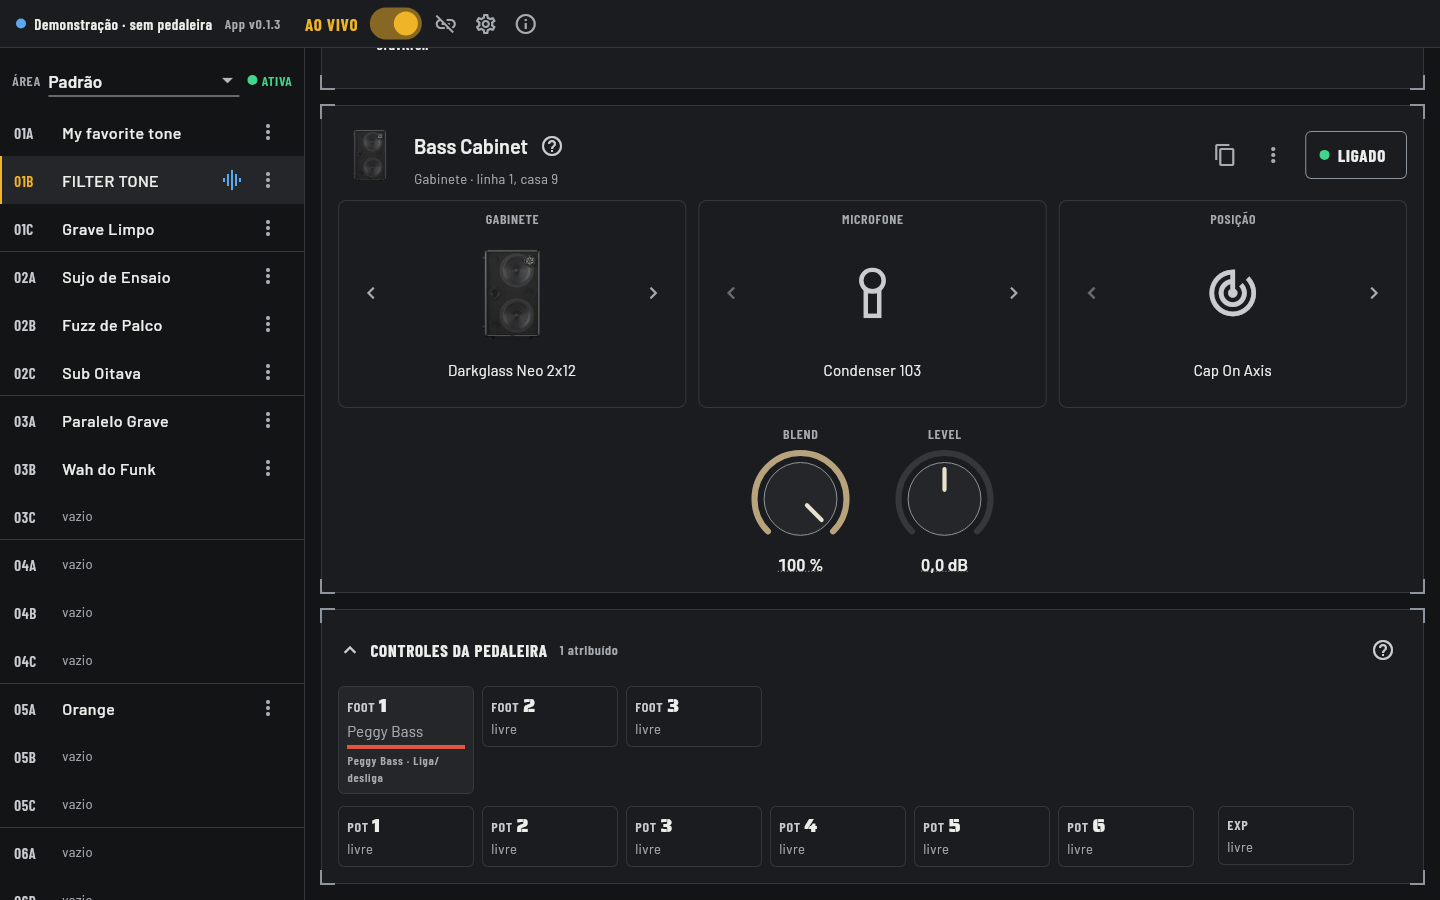 Demonstração · sem pedaleira App v0.1.3 AO VIVO
ÁREA Padrão ATIVA
01A My favorite tone
01B FILTER TONE
01C Grave Limpo
02A Sujo de Ensaio
02B Fuzz de Palco
02C Sub Oitava
03A Paralelo Grave
03B Wah do Funk
03C vazio
04A vazio
04B vazio
04C vazio
05A Orange
05B vazio
05C vazio
06A vazio
Bass Cabinet
Gabinete · linha 1, casa 9
LIGADO
GABINETE
Darkglass Neo 2x12
MICROFONE
Condenser 103
POSIÇÃO
Cap On Axis
BLEND
100 %
LEVEL
0,0 dB
CONTROLES DA PEDALEIRA 1 atribuído
FOOT 1
Peggy Bass
Peggy Bass · Liga/
desliga
FOOT 2
livre
FOOT 3
livre
POT 1
livre
POT 2
livre
POT 3
livre
POT 4
livre
POT 5
livre
POT 6
livre
EXP
livre